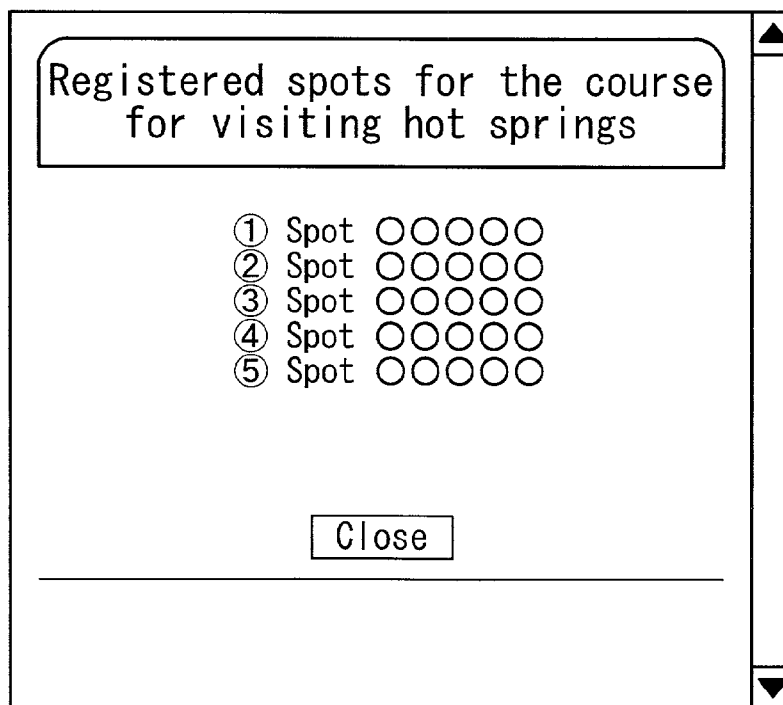 Registered spots for the course
for visiting hot springs
① Spot ○○○○○
② Spot ○○○○○
③ Spot ○○○○○
④ Spot ○○○○○
⑤ Spot ○○○○○
Close